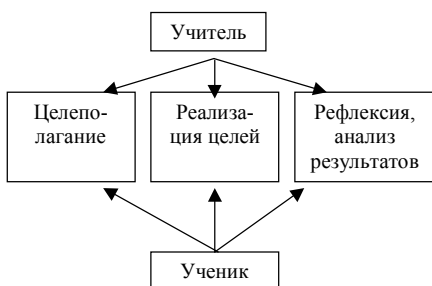 Учитель
Целепо-
лагание
Реализа-
ция целей
Рефлексия,
анализ
результатов
Ученик